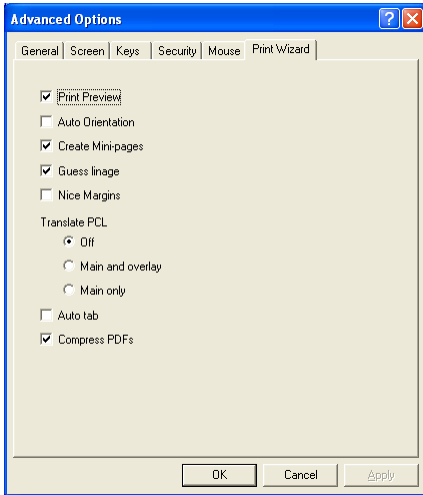 Advanced Options
General Screen Keys Security Mouse Print Wizard
Print Preview
Auto Orientation
Create Mini-pages
Guess linage
Nice Margins
Translate PCL
Off
Main and overlay
Main only
Auto tab
Compress PDFs
OK Cancel Apply